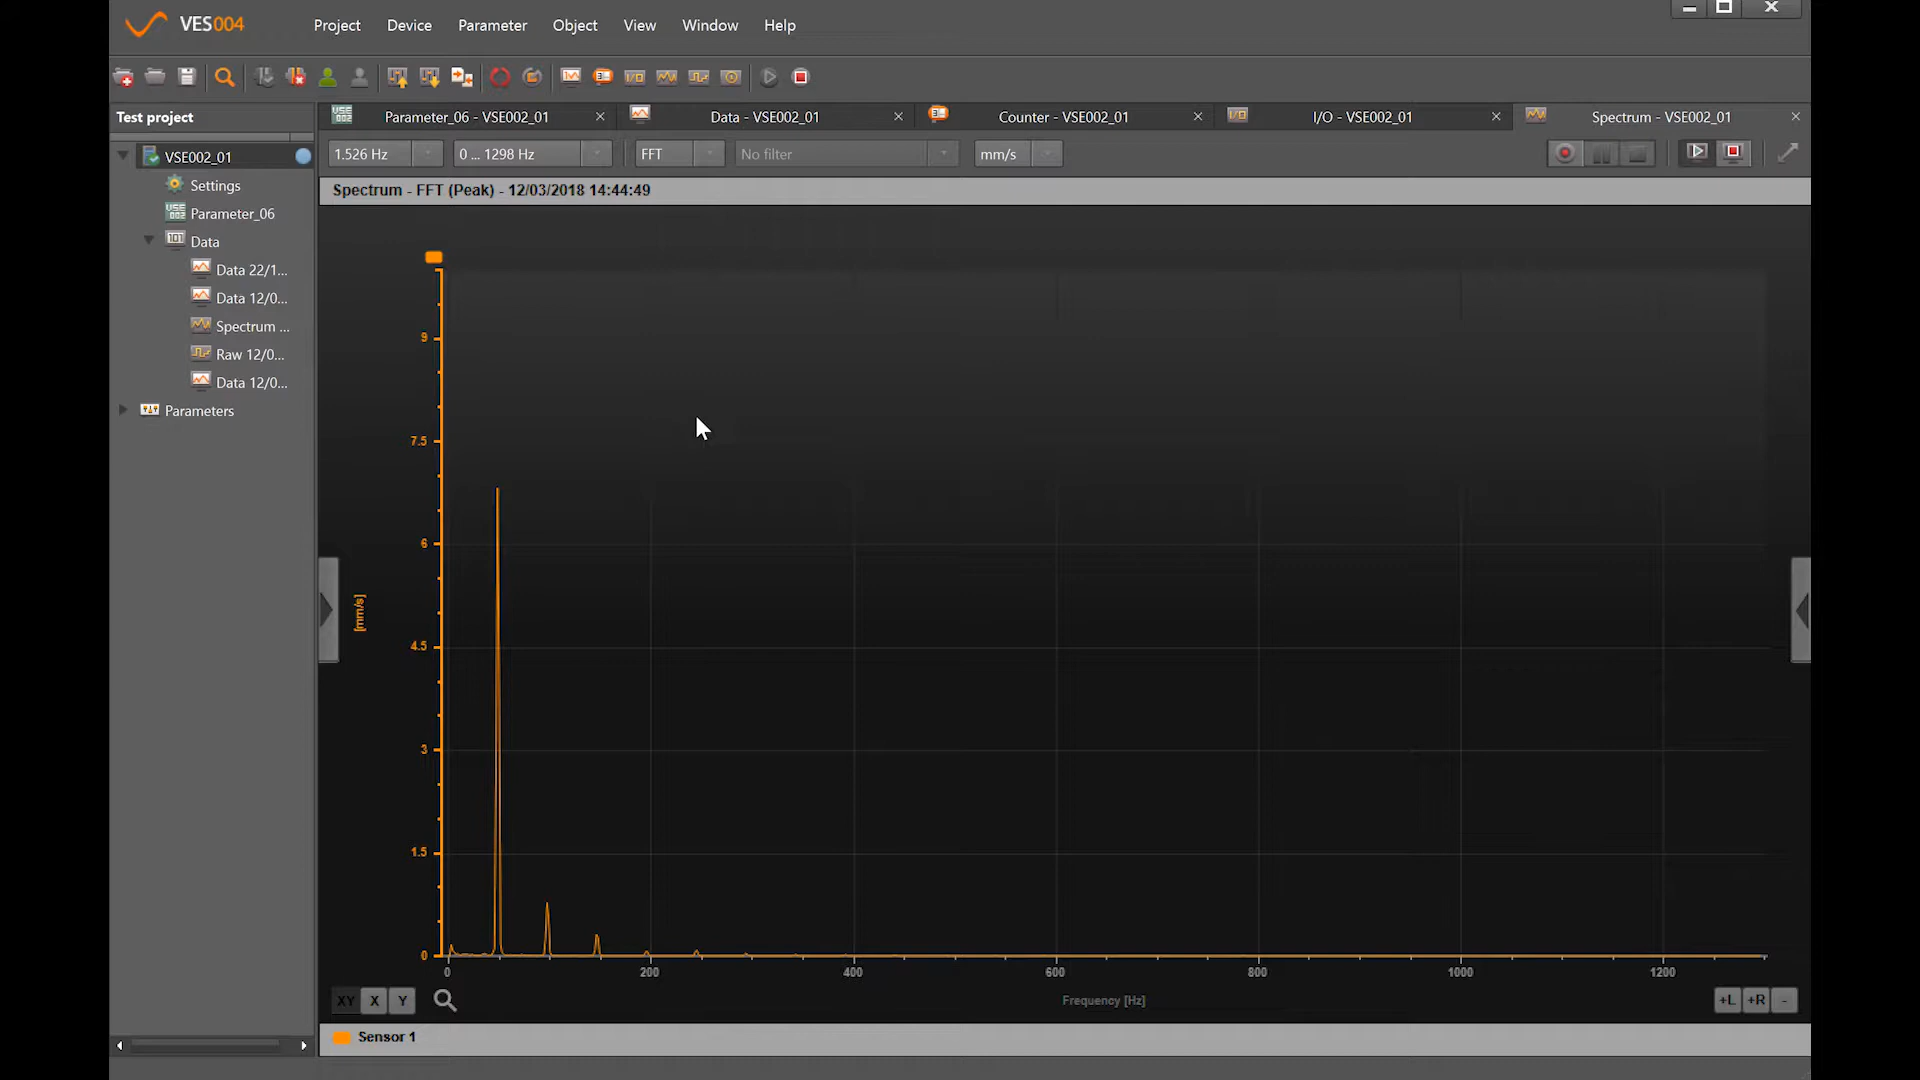 VES004
Project Device Parameter Object View Window Help
Test project
Parameter_06 - VSE002_01
Data - VSE002_01
Counter - VSE002_01
I/O - VSE002_01
Spectrum - VSE002_01
1.526 Hz
0 ... 1298 Hz
FFT
No filter
mm/s
VSE002_01
Settings
Parameter_06
Data
Data 22/1...
Data 12/0...
Spectrum ...
Raw 12/0...
Data 12/0...
Parameters
Spectrum - FFT (Peak) - 12/03/2018 14:44:49
9
7.5
6
4.5
3
1.5
0
[mm/s]
0 200 400 600 800 1000 1200
Frequency [Hz]
XY X Y
+L +R -
Sensor 1